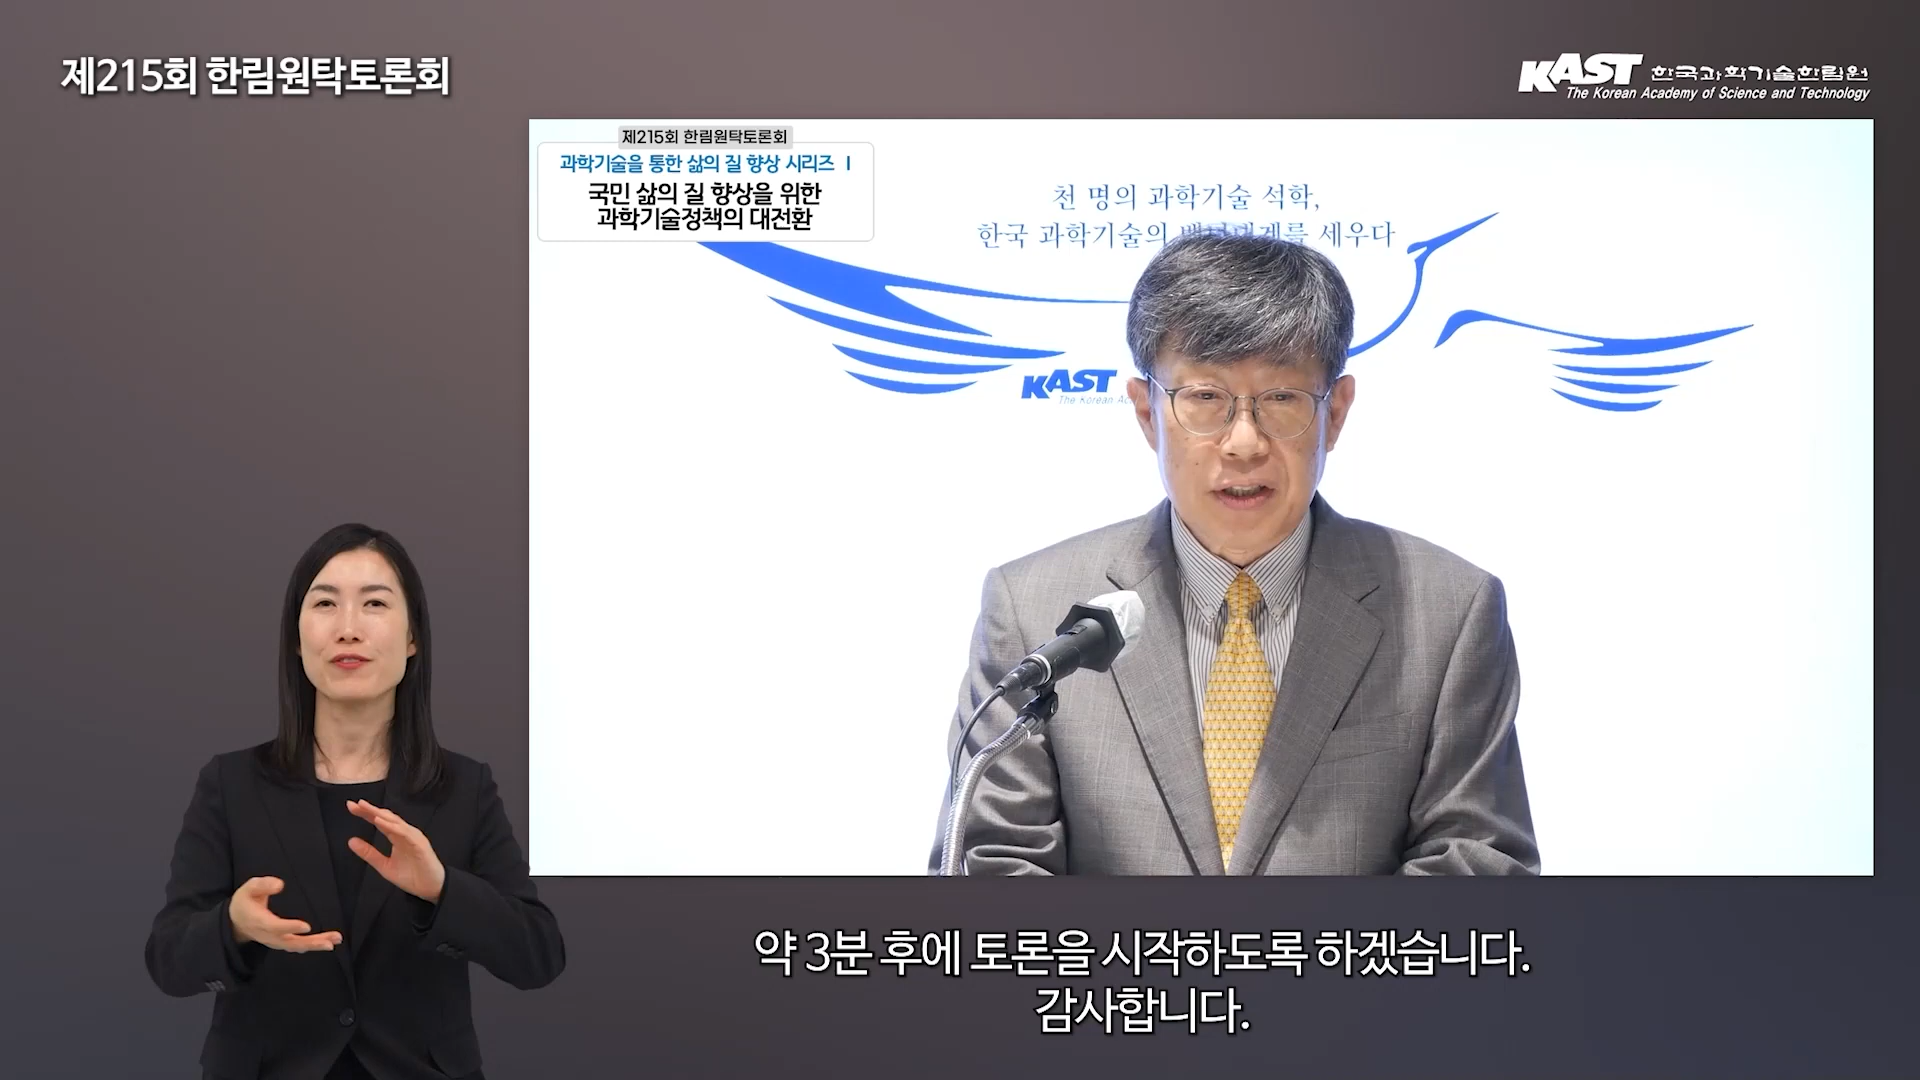 제215회 한림원탁토론회
KAST 한국과학기술한림원
The Korean Academy of Science and Technology
제215회 한림원탁토론회
과학기술을 통한 삶의 질 향상 시리즈 Ⅰ
국민 삶의 질 향상을 위한
과학기술정책의 대전환
천 명의 과학기술 석학,
한국 과학기술의 세우다
KAST
The Korean
약 3분 후에 토론을 시작하도록 하겠습니다.
감사합니다.